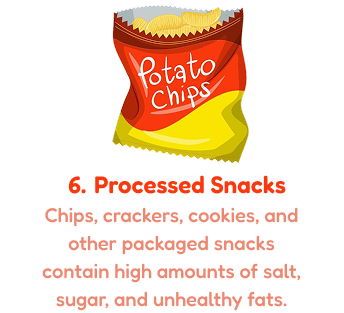 Potato
Chips
6. Processed Snacks
Chips, crackers, cookies, and
other packaged snacks
contain high amounts of salt,
sugar, and unhealthy fats.